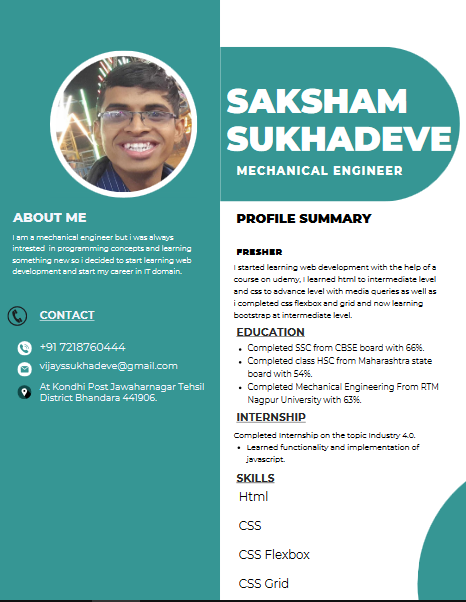 SAKSHAM
SUKHADEVE
MECHANICAL ENGINEER
ABOUT ME
I am a mechanical engineer but i was always
intrested in programming concepts and learning
something new so i decided to start learning web
development and start my career in IT domain.
CONTACT
+91 7218760444
vijayssukhadeve@gmail.com
At Kondhi Post Jawaharnagar Tehsil
District Bhandara 441906.
PROFILE SUMMARY
FRESHER
I started learning web development with the help of a
course on udemy, I learned html to intermediate level
and css to advance level with media queries as well as
i completed css flexbox and grid and now learning
bootstrap at intermediate level.
EDUCATION
• Completed SSC from CBSE board with 66%.
• Completed class HSC from Maharashtra state
board with 54%.
• Completed Mechanical Engineering From RTM
Nagpur University with 63%.
INTERNSHIP
Completed Internship on the topic Industry 4.0.
• Learned functionality and implementation of
javascript.
SKILLS
Html
CSS
CSS Flexbox
CSS Grid